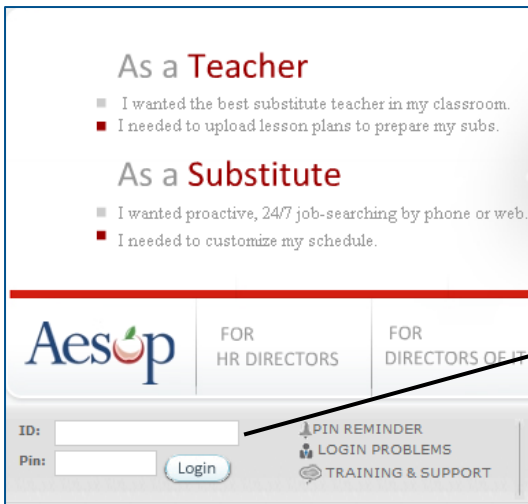 As a Teacher
I wanted the best substitute teacher in my classroom.
I needed to upload lesson plans to prepare my subs.
As a Substitute
I wanted proactive, 24/7 job-searching by phone or web.
I needed to customize my schedule.
Aesop
FOR
HR DIRECTORS
FOR
DIRECTORS OF IT
ID:
Pin:
Login
PIN REMINDER
LOGIN PROBLEMS
TRAINING & SUPPORT